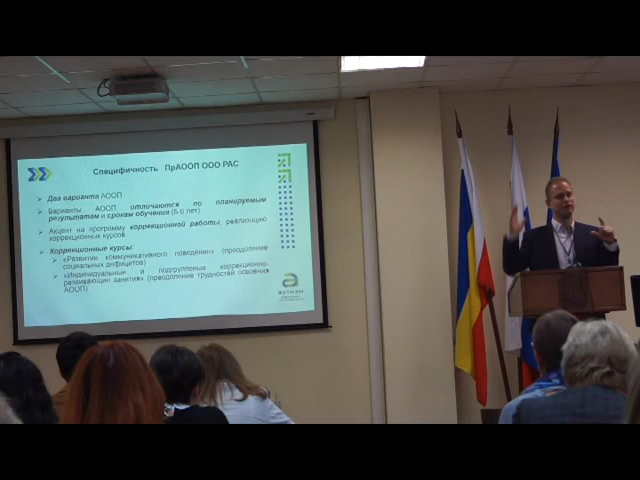 Специфичность ПрАООП ООО РАС
Два варианта АООП
Варианты АООП отличаются по планируемым
результатам и срокам обучения (5-6 лет)
Акцент на программу коррекционной работы, реализацию
коррекционных курсов
Коррекционные курсы:
«Развитие коммуникативного поведения» (преодоление
социальных дефицитов)
«Индивидуальные и подгрупповые коррекционно-
развивающие занятия» (преодоление трудностей освоения
АООП)
аутизм